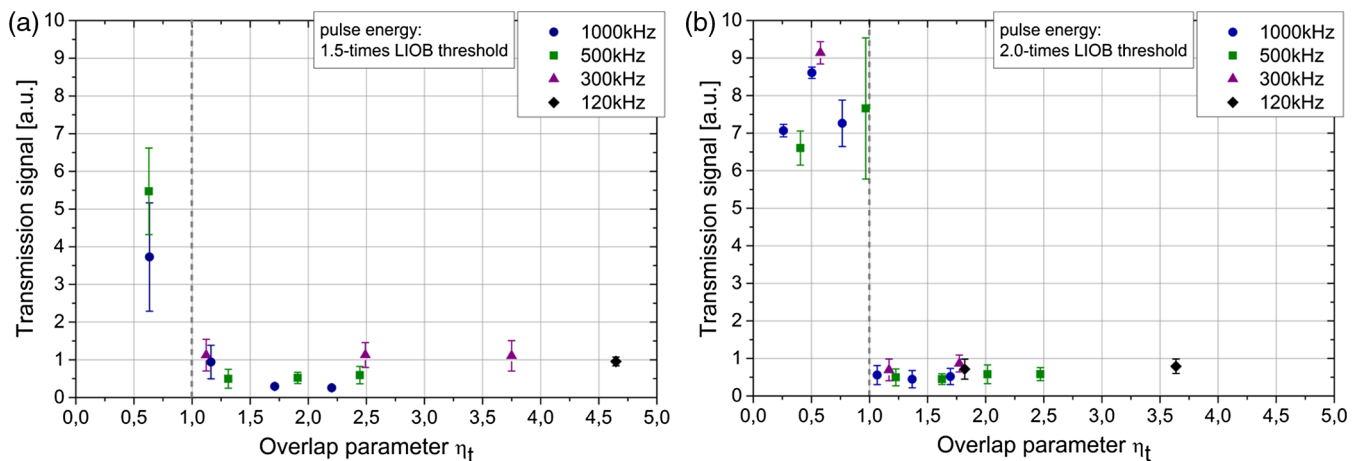 (a)
pulse energy:
1.5-times LIOB threshold
1000kHz
500kHz
300kHz
120kHz
Transmission signal [a.u.]
10
9
8
7
6
5
4
3
2
1
0
0,0 0,5 1,0 1,5 2,0 2,5 3,0 3,5 4,0 4,5 5,0
Overlap parameter ηt
(b)
pulse energy:
2.0-times LIOB threshold
1000kHz
500kHz
300kHz
120kHz
Transmission signal [a.u.]
10
9
8
7
6
5
4
3
2
1
0
0,0 0,5 1,0 1,5 2,0 2,5 3,0 3,5 4,0 4,5 5,0
Overlap parameter ηt